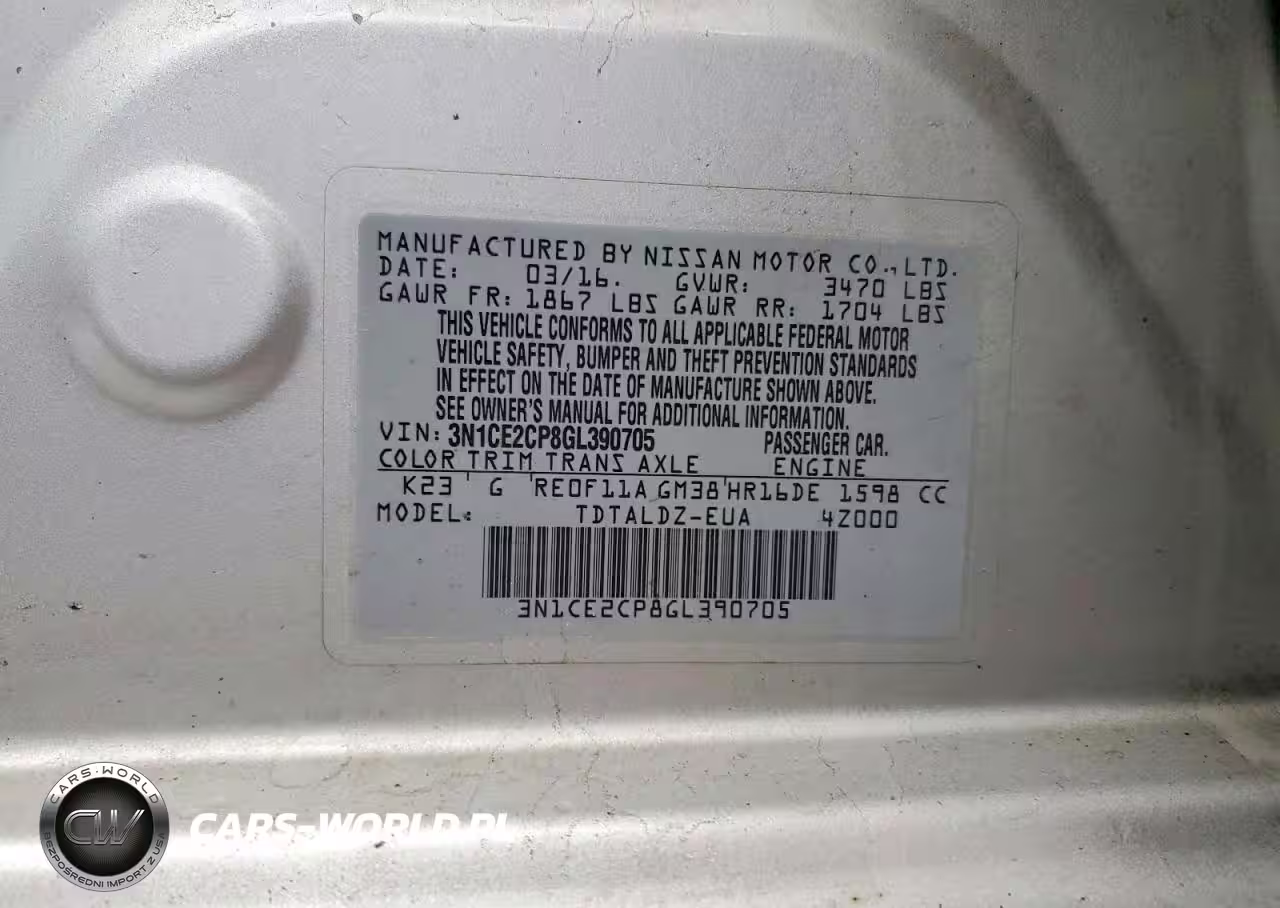 MANUFACTURED BY NISSAN MOTOR CO., LTD.
DATE: 03/16. GVWR: 3470 LBS
GAWR FR: 1867 LBS GAWR RR: 1704 LBS
THIS VEHICLE CONFORMS TO ALL APPLICABLE FEDERAL MOTOR
VEHICLE SAFETY, BUMPER AND THEFT PREVENTION STANDARDS
IN EFFECT ON THE DATE OF MANUFACTURE SHOWN ABOVE.
SEE OWNER'S MANUAL FOR ADDITIONAL INFORMATION.
VIN: 3N1CE2CP8GL390705 PASSENGER CAR.
COLOR TRIM TRANS AXLE ENGINE
K23 ' G 'RE0F11A GM38'HR16DE 1598 CC
MODEL: TDTALDZ-EUA 4Z000
3N1CE2CP8GL390705
CARS-WORLD
CW
BEZPOŚREDNI IMPORT Z USA
CARS-WORLD.PL